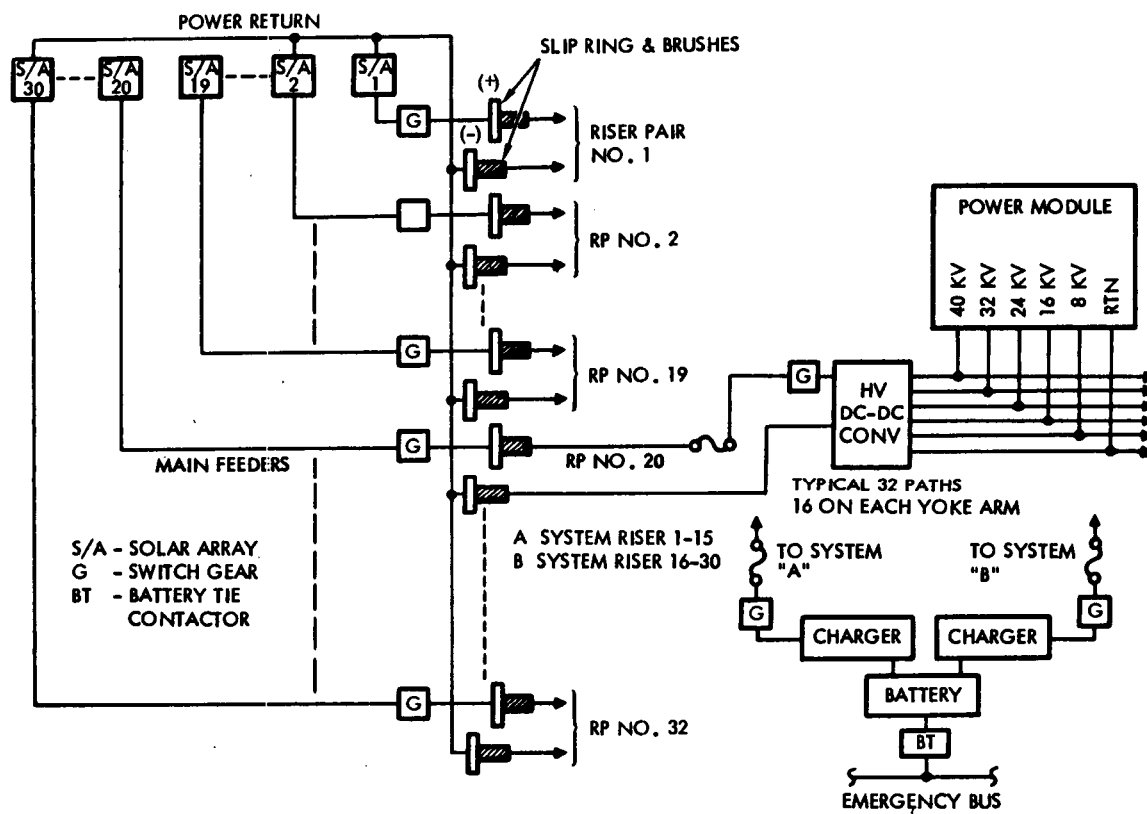 POWER RETURN
SLIP RING & BRUSHES
S/A
30
S/A
20
S/A
19
S/A
2
S/A
1
(+)
G
RISER PAIR
NO. 1
(-)
RP NO. 2
POWER MODULE
40 KV
32 KV
24 KV
16 KV
8 KV
RTN
G
RP NO. 19
G
HV
DC-DC
CONV
G
MAIN FEEDERS
RP NO. 20
TYPICAL 32 PATHS
16 ON EACH YOKE ARM
A SYSTEM RISER 1-15
B SYSTEM RISER 16-30
S/A - SOLAR ARRAY
G - SWITCH GEAR
BT - BATTERY TIE
CONTACTOR
TO SYSTEM
"A"
TO SYSTEM
"B"
G
G
CHARGER
CHARGER
BATTERY
G
RP NO. 32
BT
EMERGENCY BUS